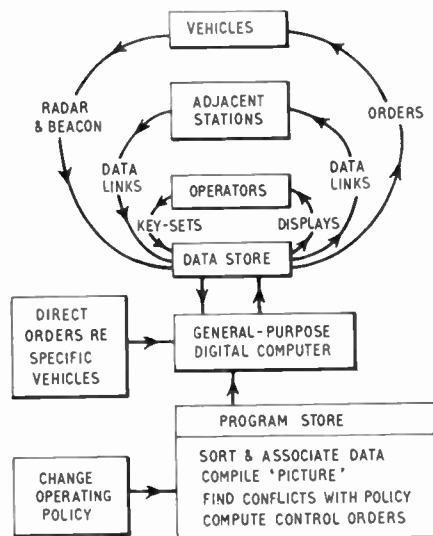 VEHICLES
RADAR
& BEACON
ADJACENT
STATIONS
ORDERS
DATA
LINKS
DATA
LINKS
OPERATORS
KEY-SETS
DISPLAYS
DATA STORE
DIRECT
ORDERS RE
SPECIFIC
VEHICLES
GENERAL-PURPOSE
DIGITAL COMPUTER
PROGRAM STORE
SORT & ASSOCIATE DATA
COMPILE 'PICTURE'
FIND CONFLICTS WITH POLICY
COMPUTE CONTROL ORDERS
CHANGE
OPERATING
POLICY